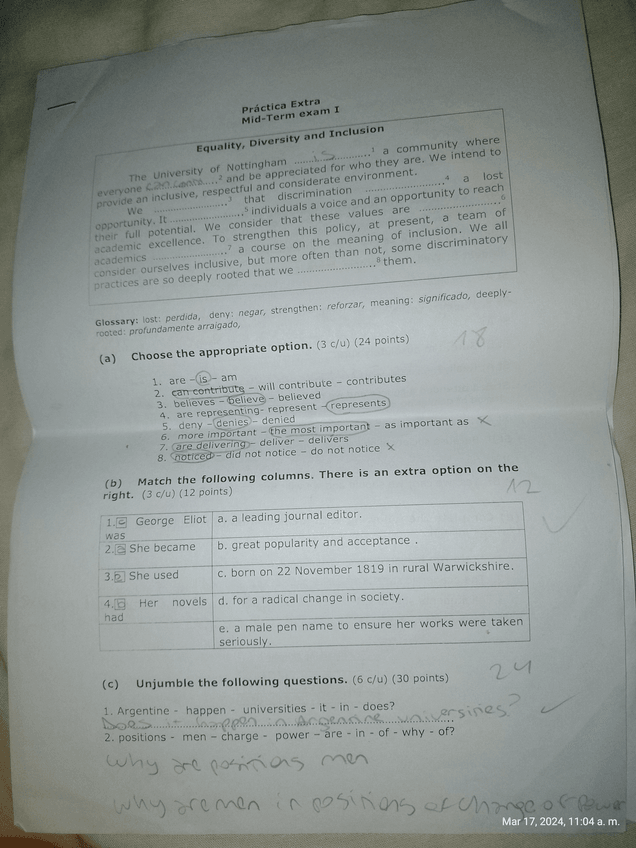 Práctica Extra
Mid-Term exam I
Equality, Diversity and Inclusion
The University of Nottingham ......is..........¹ a community where
everyone can conta.....² and be appreciated for who they are. We intend to
provide an inclusive, respectful and considerate environment.
We ......................³ that discrimination ......................⁴ a lost
opportunity. It ......................⁵ individuals a voice and an opportunity to reach
their full potential. We consider that these values are ......................⁶
academic excellence. To strengthen this policy, at present, a team of
academics ......................⁷ a course on the meaning of inclusion. We all
consider ourselves inclusive, but more often than not, some discriminatory
practices are so deeply rooted that we ......................⁸ them.
Glossary: lost: perdida, deny: negar, strengthen: reforzar, meaning: significado, deeply-
rooted: profundamente arraigado,
(a) Choose the appropriate option. (3 c/u) (24 points)
18
1. are – is – am
2. can contribute – will contribute – contributes
3. believes – believe – believed
4. are representing- represent – represents
5. deny – denies – denied
6. more important – the most important – as important as X
7. are delivering – deliver – delivers
8. noticed – did not notice – do not notice X
(b) Match the following columns. There is an extra option on the
right. (3 c/u) (12 points)
12
1. c George Eliot was
a. a leading journal editor.
2. a She became
b. great popularity and acceptance .
3. She used
c. born on 22 November 1819 in rural Warwickshire.
4. b Her novels had
d. for a radical change in society.
e. a male pen name to ensure her works were taken
seriously.
24
(c) Unjumble the following questions. (6 c/u) (30 points)
1. Argentine - happen - universities - it - in - does?
Does it happen in Argentine universities?
2. positions - men – charge - power – are - in - of - why - of?
why are positions men
why are men in positions of charge of power
Mar 17, 2024, 11:04 a. m.